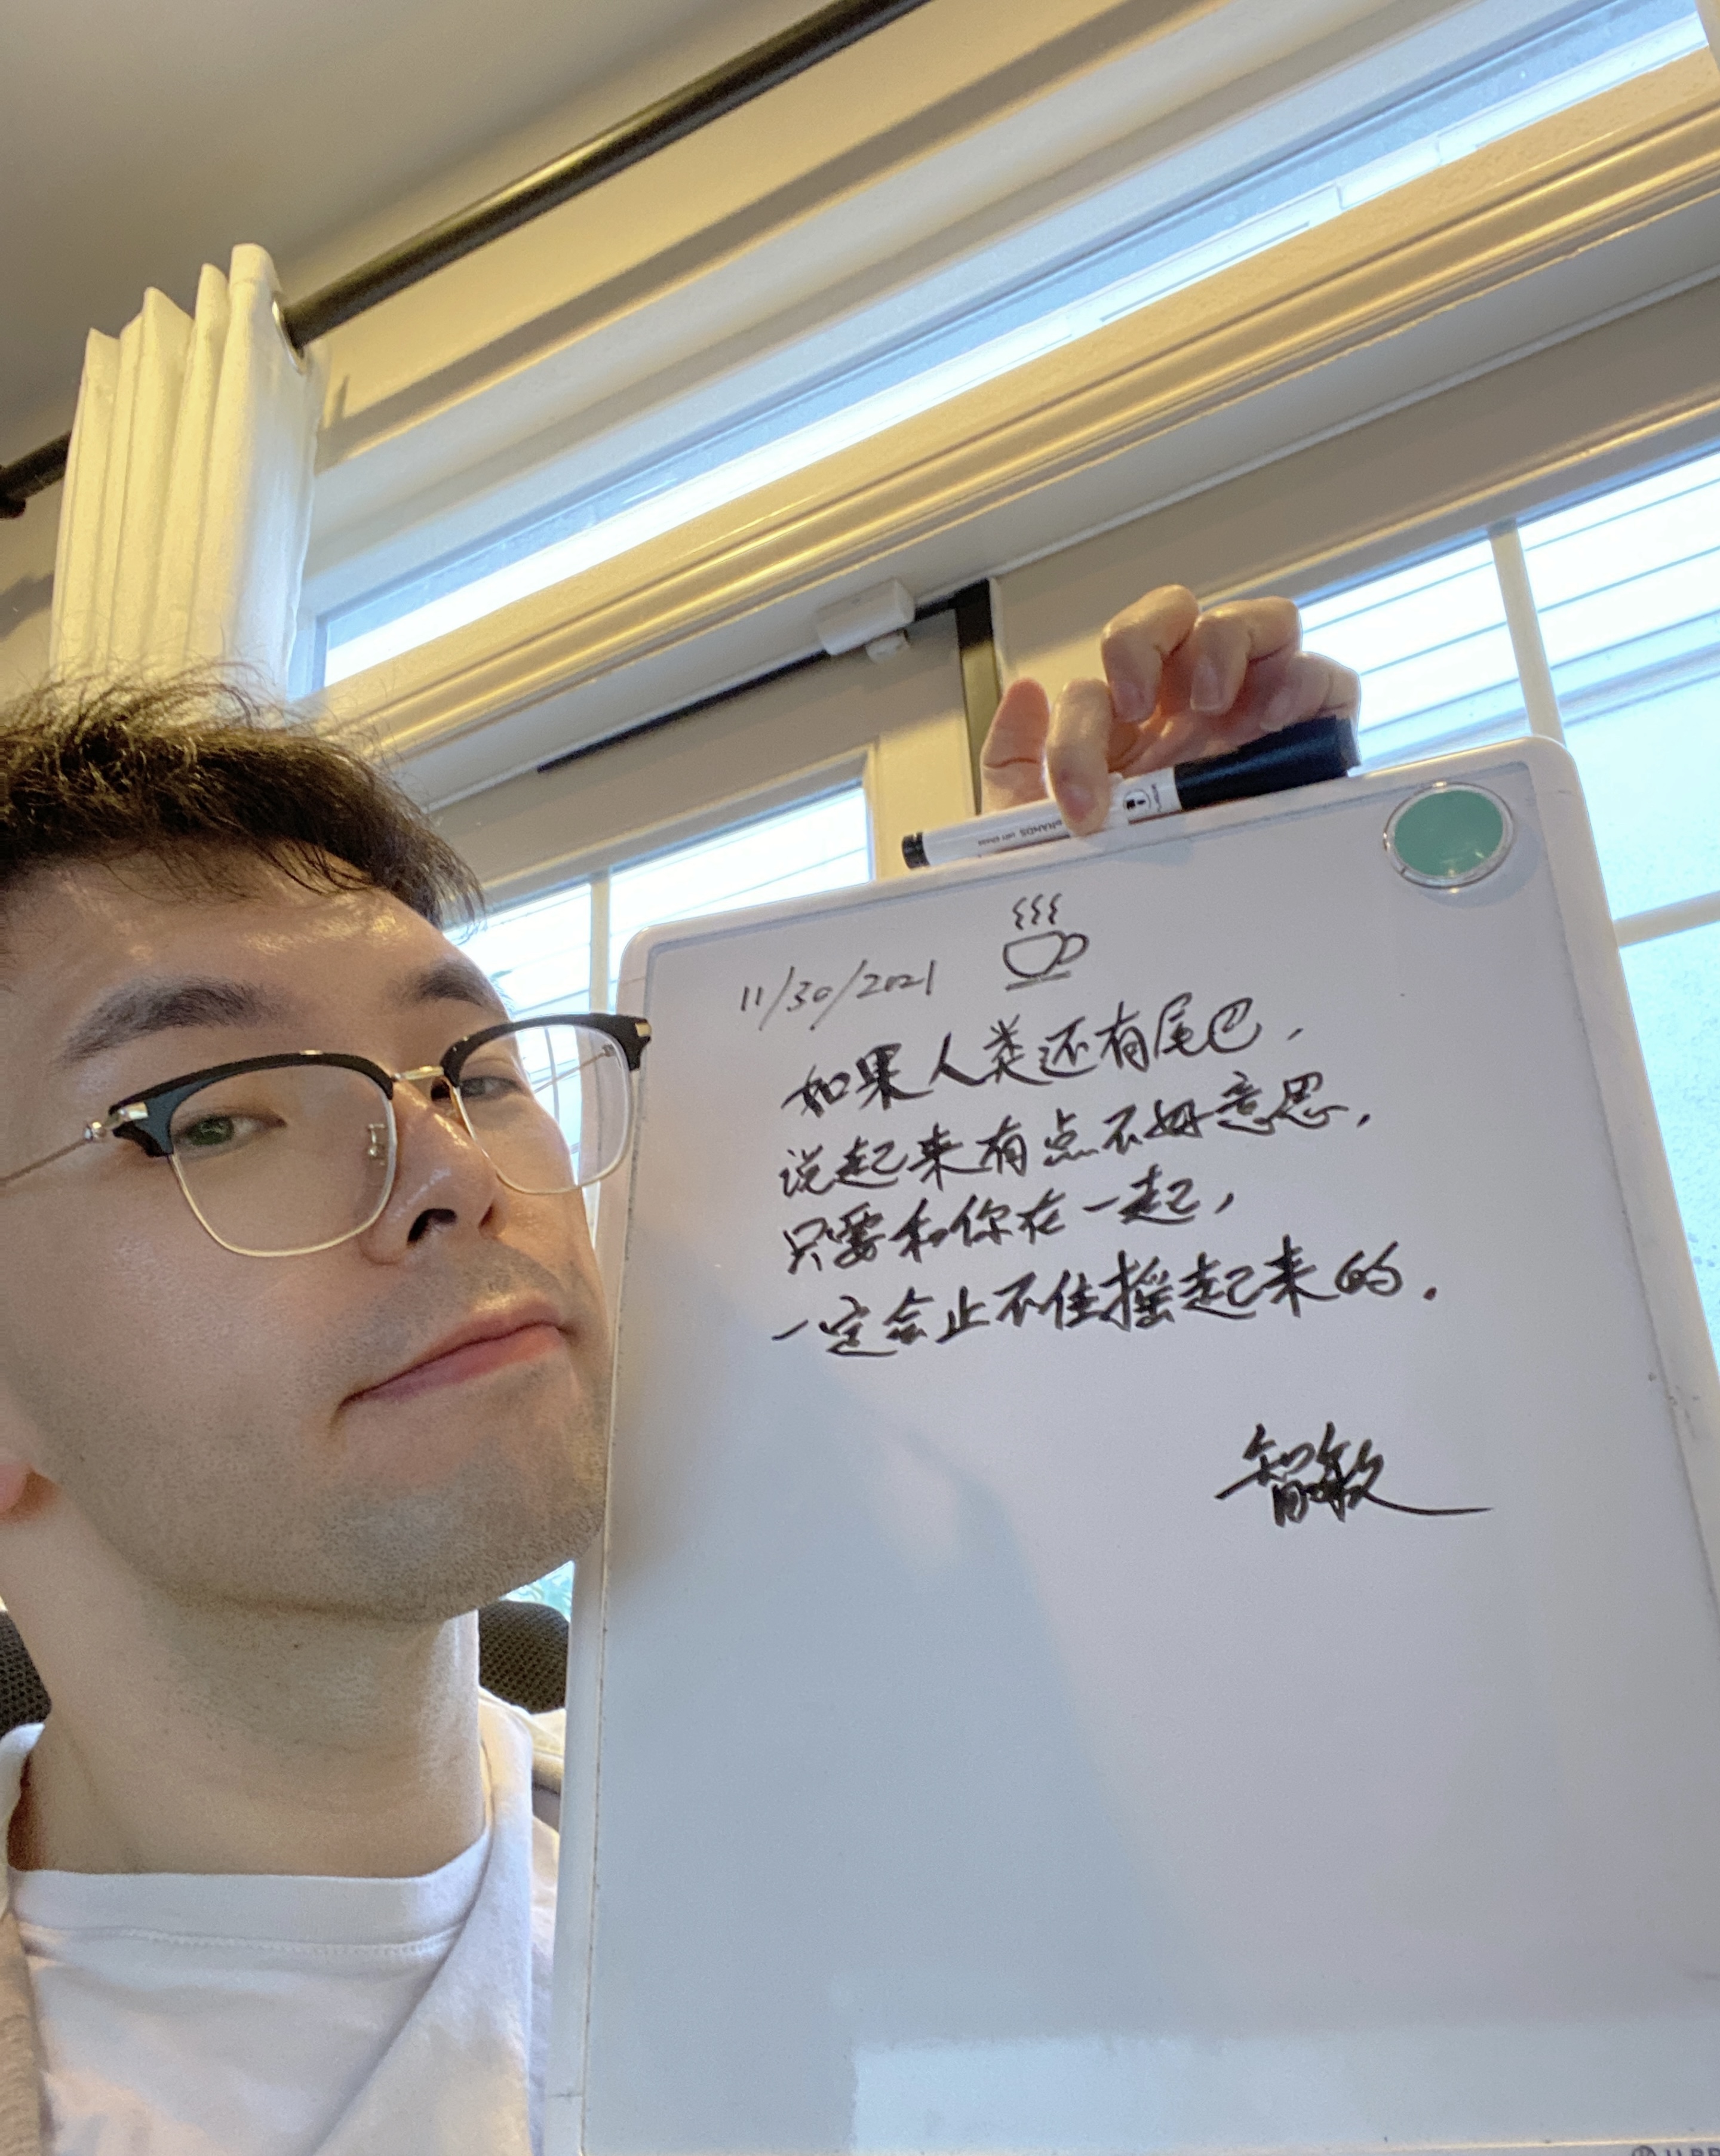 11/30/2021
如果人类还有尾巴，
说起来有点不好意思，
只要和你在一起，
一定会止不住摇起来的.
智敏